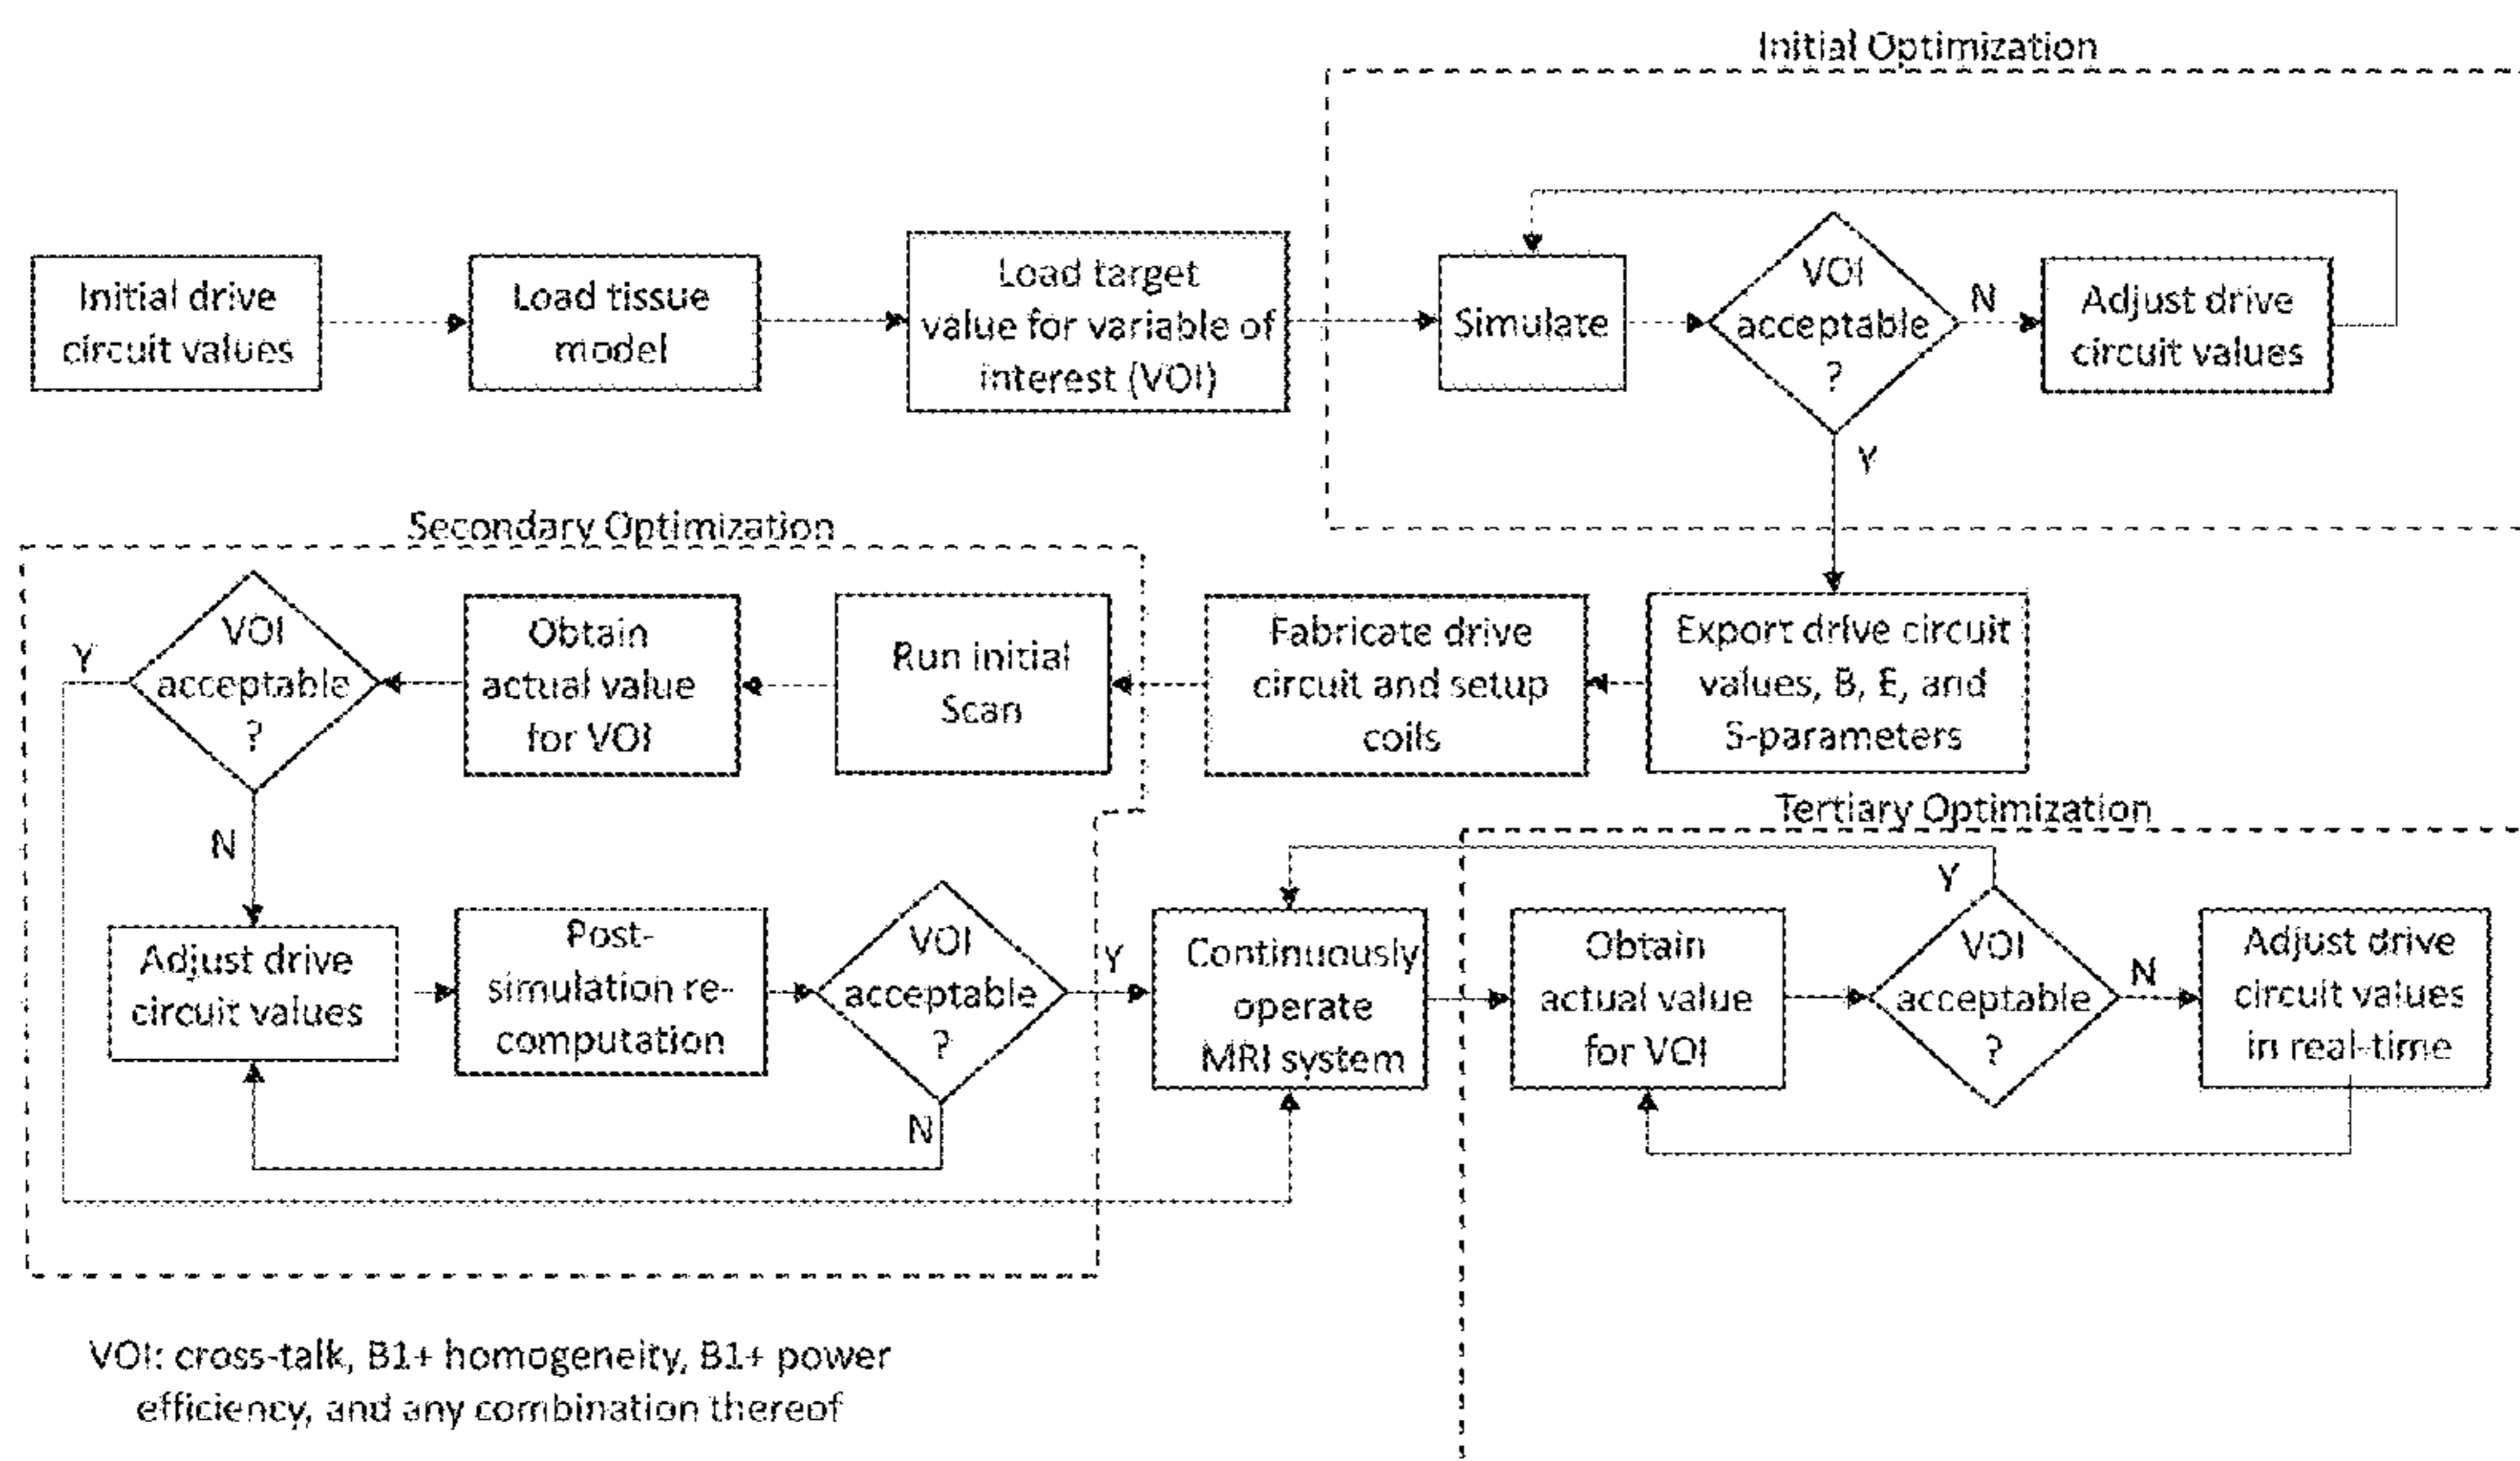 Initial Optimization
Initial drive
circuit values
Load tissue
model
Load target
value for variable of
interest (VOI)
Simulate
VOI
acceptable
?
N
Y
Adjust drive
circuit values
Export drive circuit
values, B, E, and
S-parameters
Fabricate drive
circuit and setup
coils
Secondary Optimization
Run initial
Scan
Obtain
actual value
for VOI
VOI
acceptable
?
Y
N
Adjust drive
circuit values
Post-
simulation re-
computation
VOI
acceptable
?
Y
N
Continuously
operate
MRI system
Tertiary Optimization
Obtain
actual value
for VOI
VOI
acceptable
?
Y
N
Adjust drive
circuit values
in real-time
VOI: cross-talk, B1+ homogeneity, B1+ power
efficiency, and any combination thereof